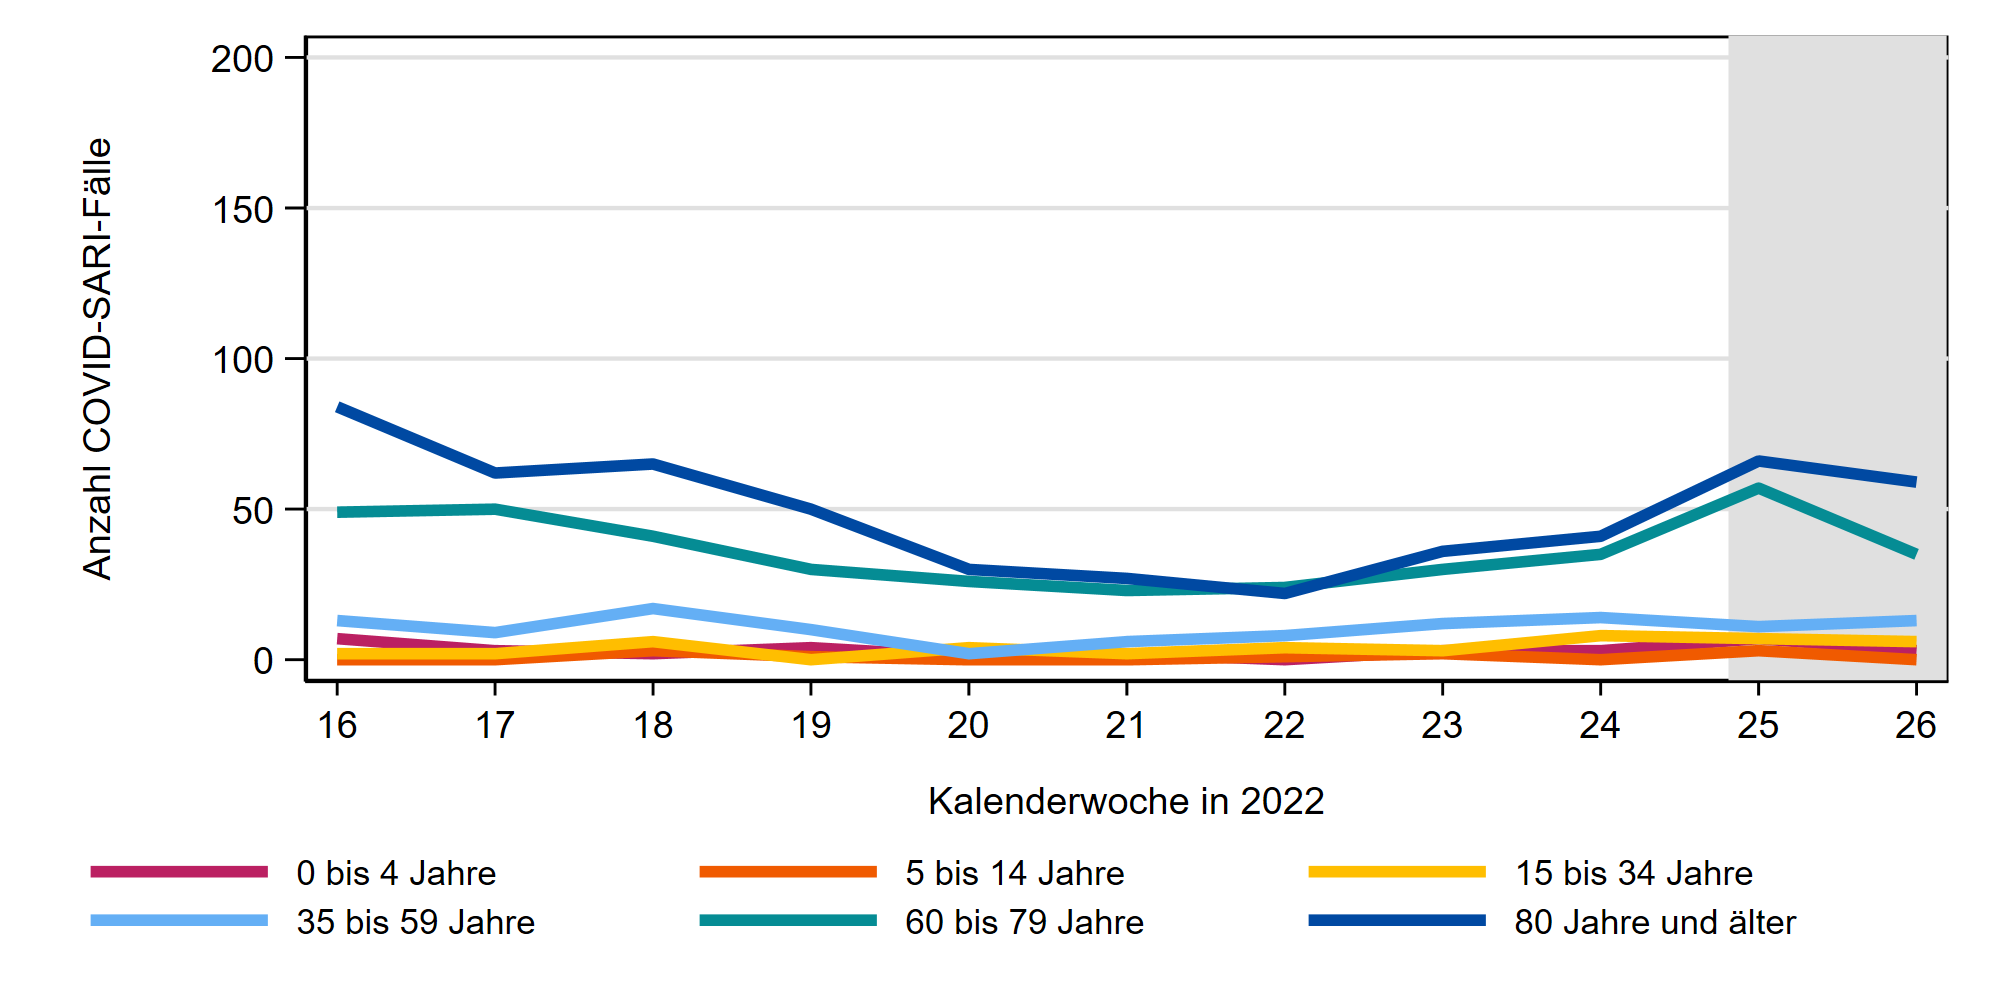 Anzahl COVID-SARI-Fälle
200
150
100
50
0
16 17 18 19 20 21 22 23 24 25 26
Kalenderwoche in 2022
0 bis 4 Jahre 5 bis 14 Jahre 15 bis 34 Jahre
35 bis 59 Jahre 60 bis 79 Jahre 80 Jahre und älter